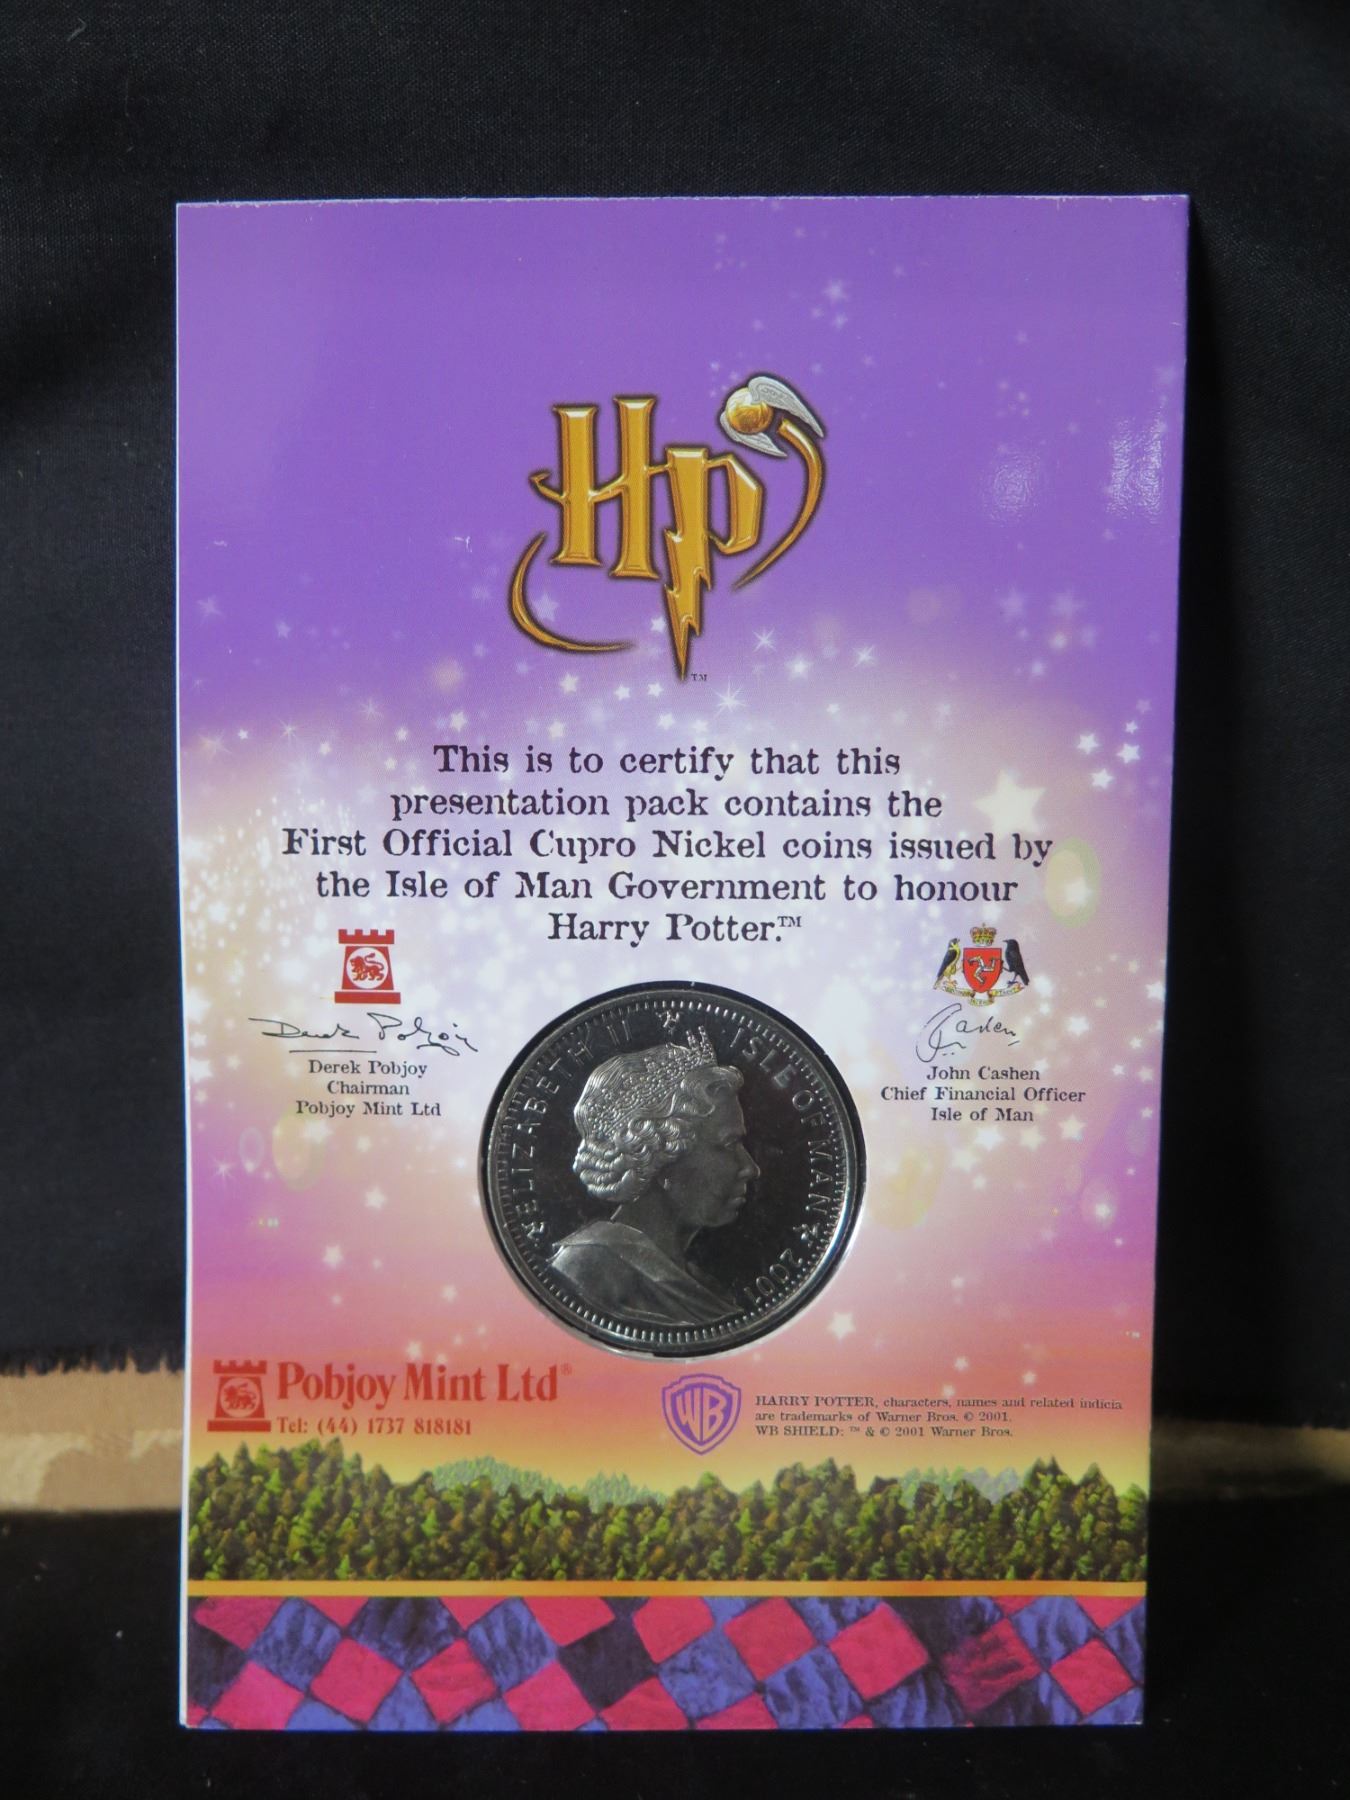 HP
TM
This is to certify that this
presentation pack contains the
First Official Cupro Nickel coins issued by
the Isle of Man Government to honour
Harry Potter.™
Derek Pobjoy
Derek Pobjoy
Chairman
Pobjoy Mint Ltd
John Cashen
Chief Financial Officer
Isle of Man
ELIZABETH II ISLE OF MAN 2001
Pobjoy Mint Ltd®
Tel: (44) 1737 818181
WB
HARRY POTTER, characters, names and related indicia
are trademarks of Warner Bros. © 2001.
WB SHIELD: ™ & © 2001 Warner Bros.